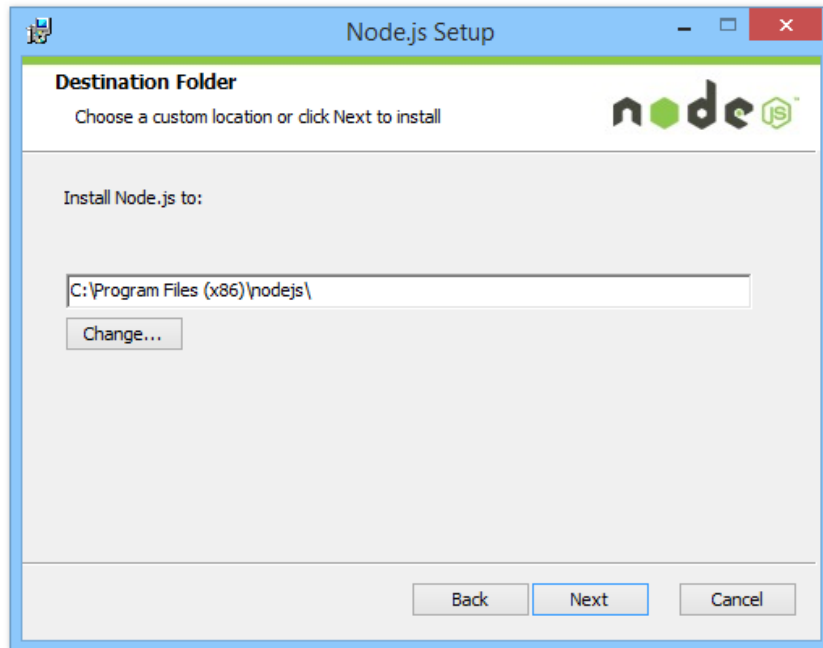 Node.js Setup
Destination Folder
Choose a custom location or click Next to install
node JS™
Install Node.js to:
C:\Program Files (x86)\nodejs\
Change...
Back Next Cancel